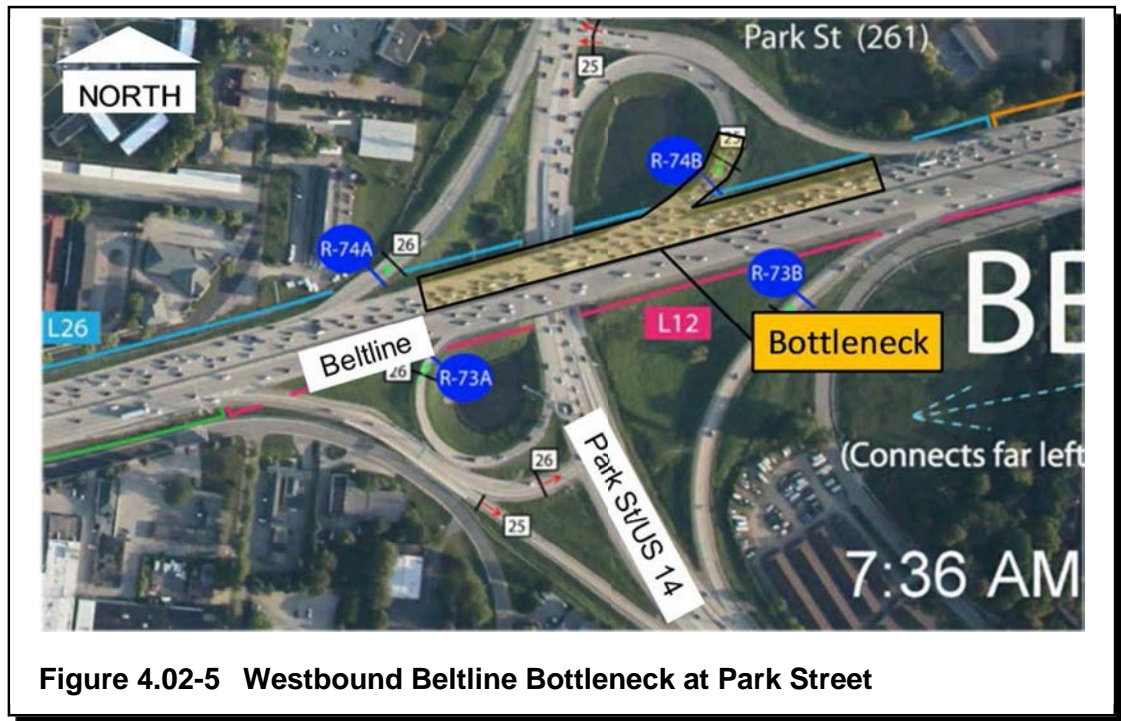 Park St (261)
NORTH
25
25
R-74B
R-74A
26
R-73B
BE
L26
L12
Bottleneck
Beltline
26
R-73A
(Connects far left
Park St/US 14
26
25
7:36 AM
Figure 4.02-5 Westbound Beltline Bottleneck at Park Street